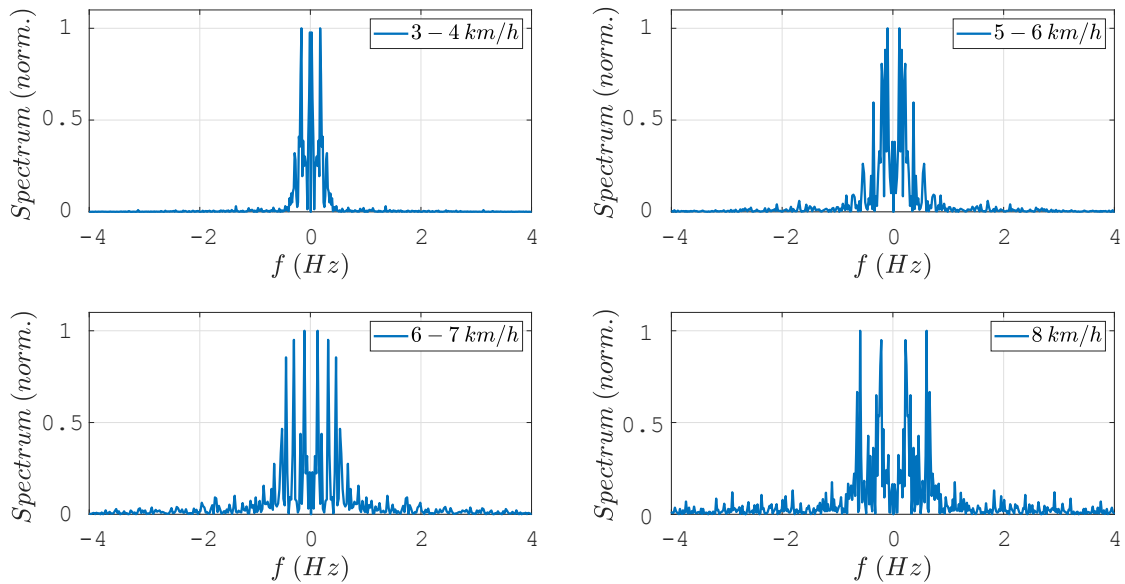 Spectrum (norm.)
1
0.5
0
3 – 4 km/h
-4 -2 0 2 4
f (Hz)
Spectrum (norm.)
1
0.5
0
5 – 6 km/h
-4 -2 0 2 4
f (Hz)
Spectrum (norm.)
1
0.5
0
6 – 7 km/h
-4 -2 0 2 4
f (Hz)
Spectrum (norm.)
1
0.5
0
8 km/h
-4 -2 0 2 4
f (Hz)